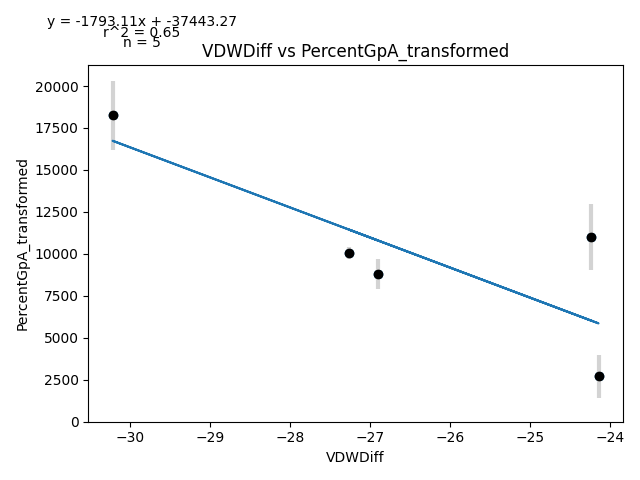 y = -1793.11x + -37443.27
r^2 = 0.65
n = 5
VDWDiff vs PercentGpA_transformed
PercentGpA_transformed
20000
17500
15000
12500
10000
7500
5000
2500
0
−30
−29
−28
−27
−26
−25
−24
VDWDiff